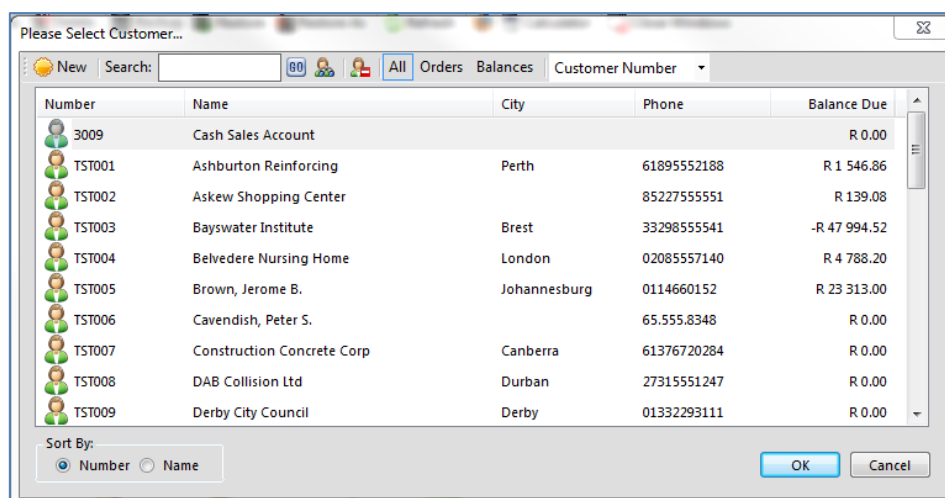 Please Select Customer...
New Search: GO All Orders Balances Customer Number
Number Name City Phone Balance Due
3009 Cash Sales Account R 0.00
TST001 Ashburton Reinforcing Perth 61895552188 R 1 546.86
TST002 Askew Shopping Center 85227555551 R 139.08
TST003 Bayswater Institute Brest 33298555541 -R 47 994.52
TST004 Belvedere Nursing Home London 02085557140 R 4 788.20
TST005 Brown, Jerome B. Johannesburg 0114660152 R 23 313.00
TST006 Cavendish, Peter S. 65.555.8348 R 0.00
TST007 Construction Concrete Corp Canberra 61376720284 R 0.00
TST008 DAB Collision Ltd Durban 27315551247 R 0.00
TST009 Derby City Council Derby 01332293111 R 0.00
Sort By:
Number Name OK Cancel